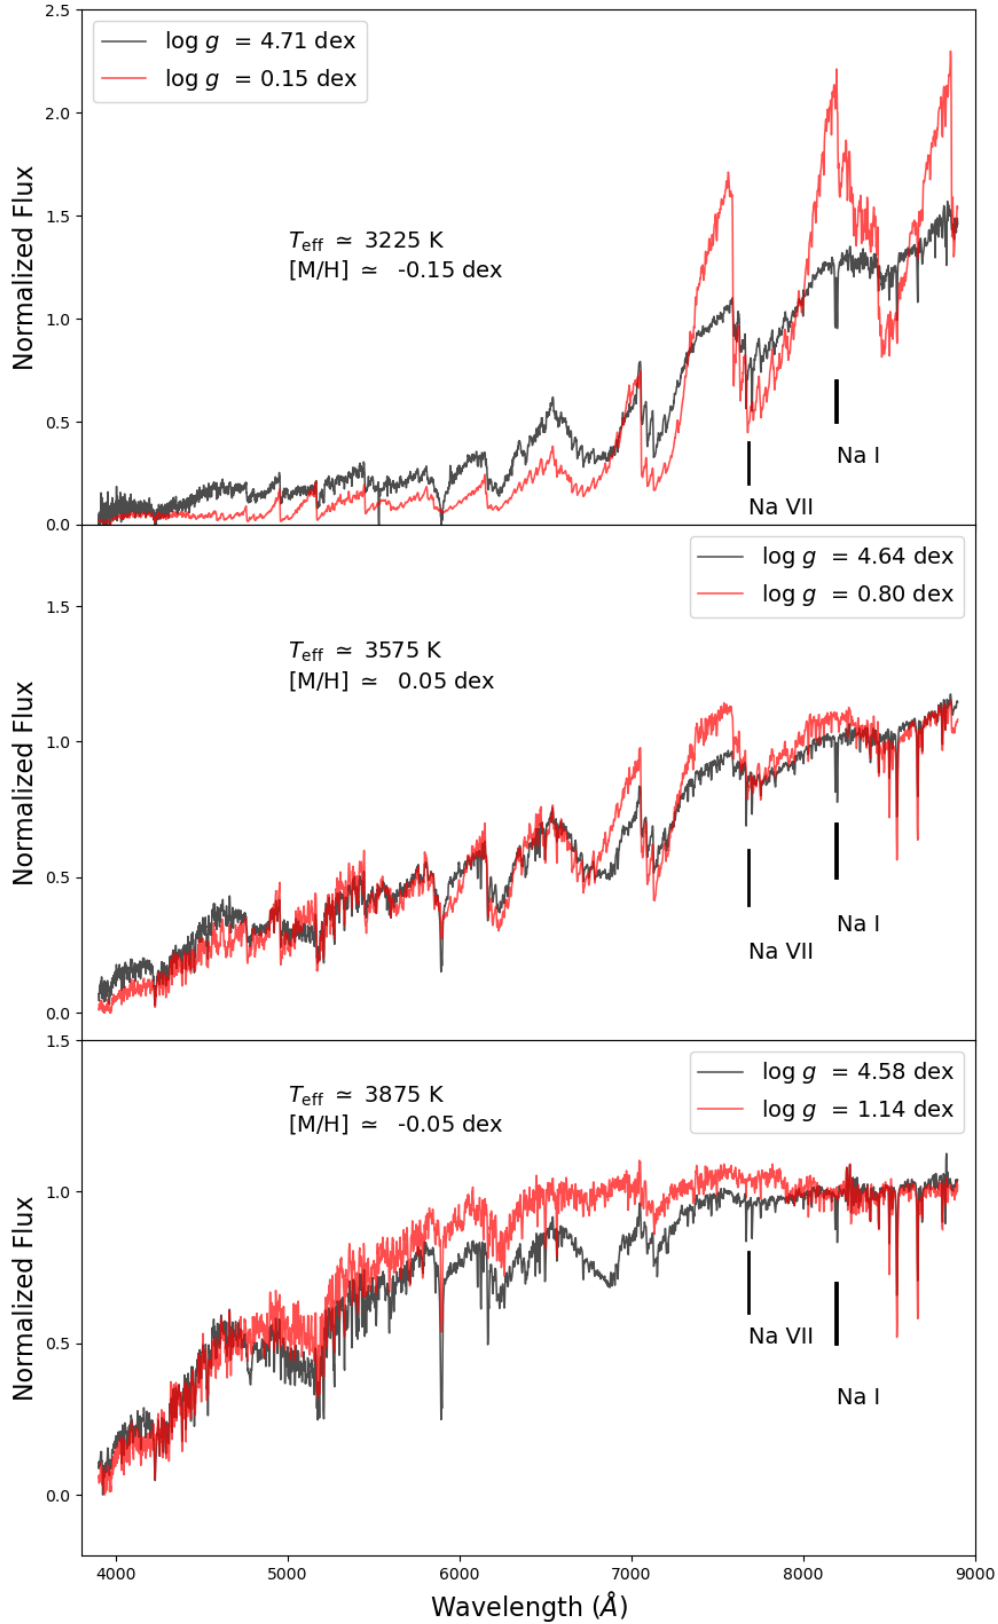 2.5
log g = 4.71 dex
log g = 0.15 dex
2.0
1.5
T_eff ≃ 3225 K
[M/H] ≃ -0.15 dex
1.0
0.5
Na I
Na VII
0.0
Normalized Flux
log g = 4.64 dex
log g = 0.80 dex
1.5
T_eff ≃ 3575 K
[M/H] ≃ 0.05 dex
1.0
0.5
Na I
Na VII
0.0
Normalized Flux
1.5
log g = 4.58 dex
log g = 1.14 dex
T_eff ≃ 3875 K
[M/H] ≃ -0.05 dex
1.0
0.5
Na VII
Na I
0.0
Normalized Flux
4000 5000 6000 7000 8000 9000
Wavelength (Å)